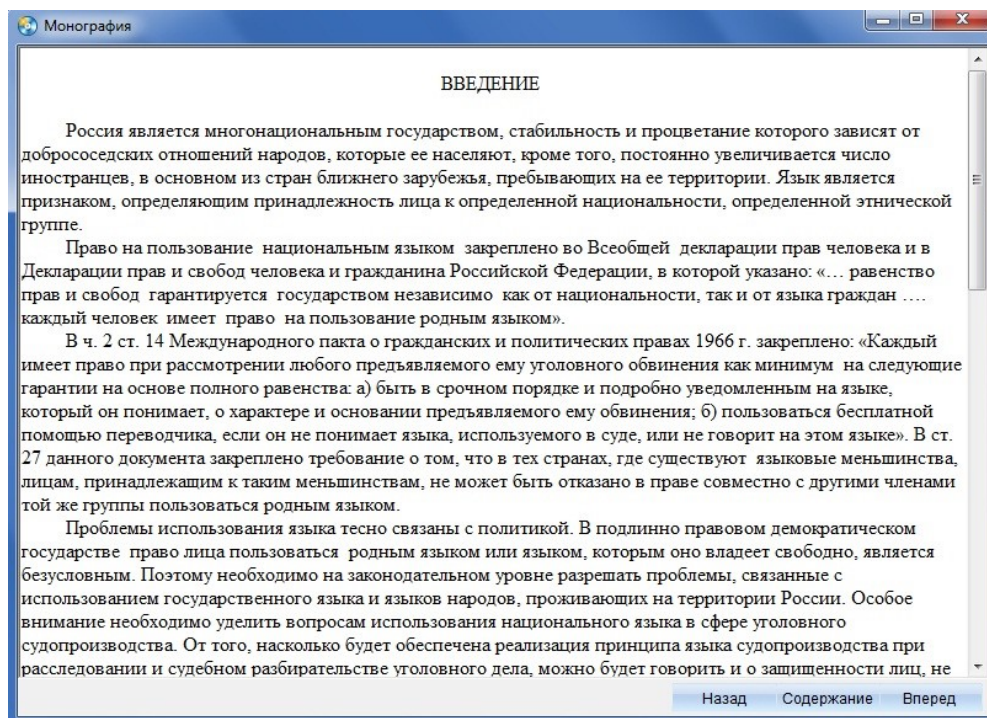 Монография
ВВЕДЕНИЕ
Россия является многонациональным государством, стабильность и процветание которого зависят от
добрососедских отношений народов, которые ее населяют, кроме того, постоянно увеличивается число
иностранцев, в основном из стран ближнего зарубежья, пребывающих на ее территории. Язык является
признаком, определяющим принадлежность лица к определенной национальности, определенной этнической
группе.
Право на пользование национальным языком закреплено во Всеобщей декларации прав человека и в
Декларации прав и свобод человека и гражданина Российской Федерации, в которой указано: «… равенство
прав и свобод гарантируется государством независимо как от национальности, так и от языка граждан ….
каждый человек имеет право на пользование родным языком».
В ч. 2 ст. 14 Международного пакта о гражданских и политических правах 1966 г. закреплено: «Каждый
имеет право при рассмотрении любого предъявляемого ему уголовного обвинения как минимум на следующие
гарантии на основе полного равенства: а) быть в срочном порядке и подробно уведомленным на языке,
который он понимает, о характере и основании предъявляемого ему обвинения; б) пользоваться бесплатной
помощью переводчика, если он не понимает языка, используемого в суде, или не говорит на этом языке». В ст.
27 данного документа закреплено требование о том, что в тех странах, где существуют языковые меньшинства,
лицам, принадлежащим к таким меньшинствам, не может быть отказано в праве совместно с другими членами
той же группы пользоваться родным языком.
Проблемы использования языка тесно связаны с политикой. В подлинно правовом демократическом
государстве право лица пользоваться родным языком или языком, которым оно владеет свободно, является
безусловным. Поэтому необходимо на законодательном уровне разрешать проблемы, связанные с
использованием государственного языка и языков народов, проживающих на территории России. Особое
внимание необходимо уделить вопросам использования национального языка в сфере уголовного
судопроизводства. От того, насколько будет обеспечена реализация принципа языка судопроизводства при
расследовании и судебном разбирательстве уголовного дела, можно будет говорить и о защищенности лиц, не
Назад Содержание Вперед